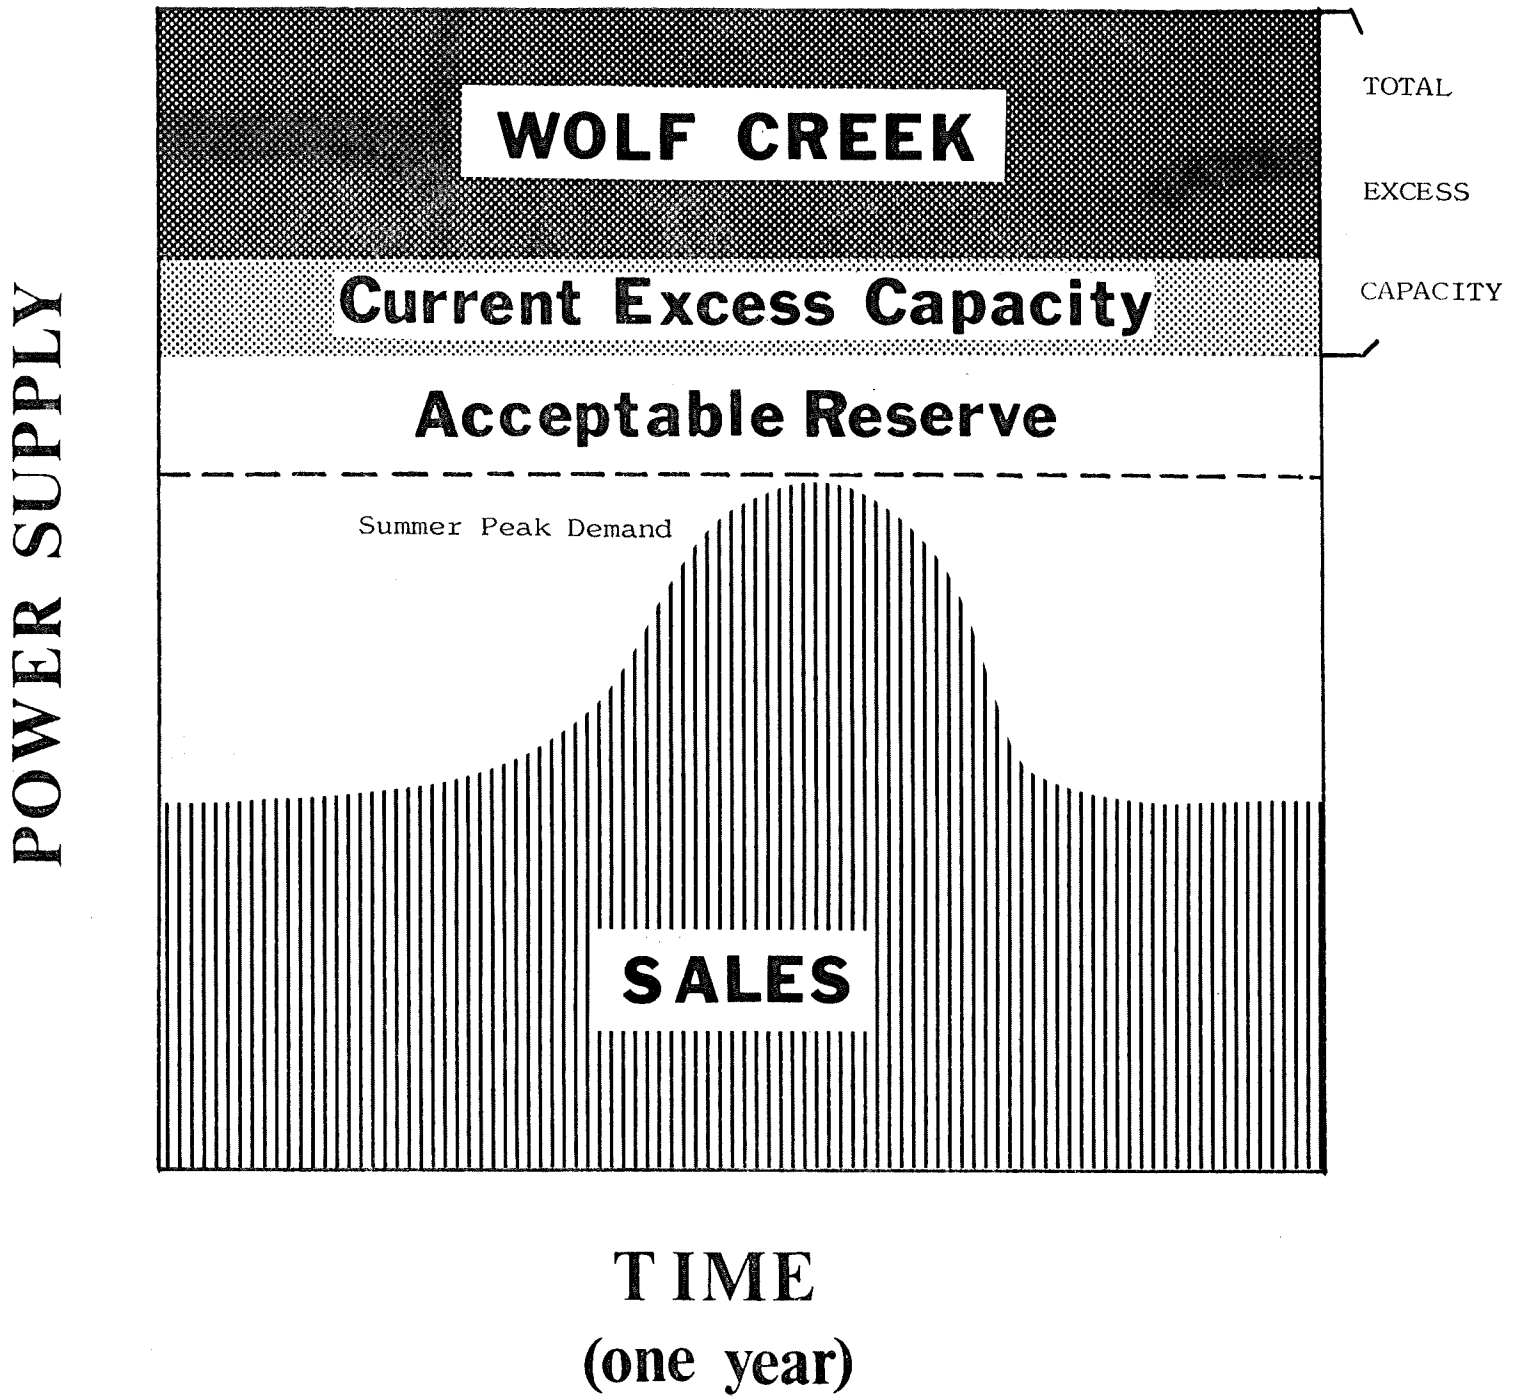 WOLF CREEK
TOTAL
EXCESS
CAPACITY
Current Excess Capacity
Acceptable Reserve
Summer Peak Demand
SALES
POWER SUPPLY
TIME
(one year)